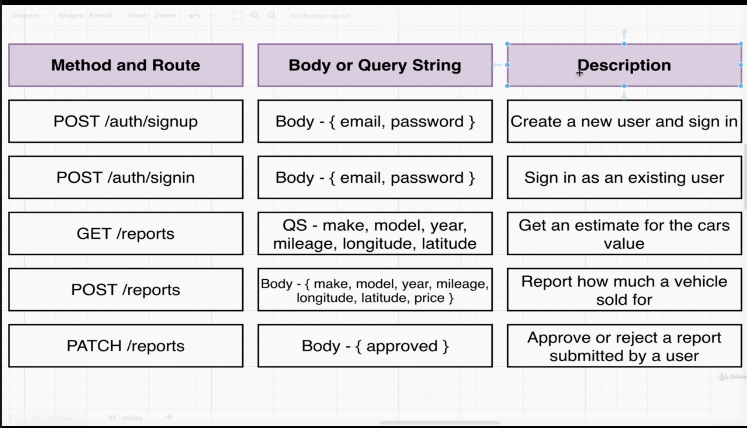 Diagram Shapes Format Insert Delete All changes saved
Method and Route
Body or Query String
Description
POST /auth/signup
Body - { email, password }
Create a new user and sign in
POST /auth/signin
Body - { email, password }
Sign in as an existing user
GET /reports
QS - make, model, year,
mileage, longitude, latitude
Get an estimate for the cars
value
POST /reports
Body - { make, model, year, mileage,
longitude, latitude, price }
Report how much a vehicle
sold for
PATCH /reports
Body - { approved }
Approve or reject a report
submitted by a user